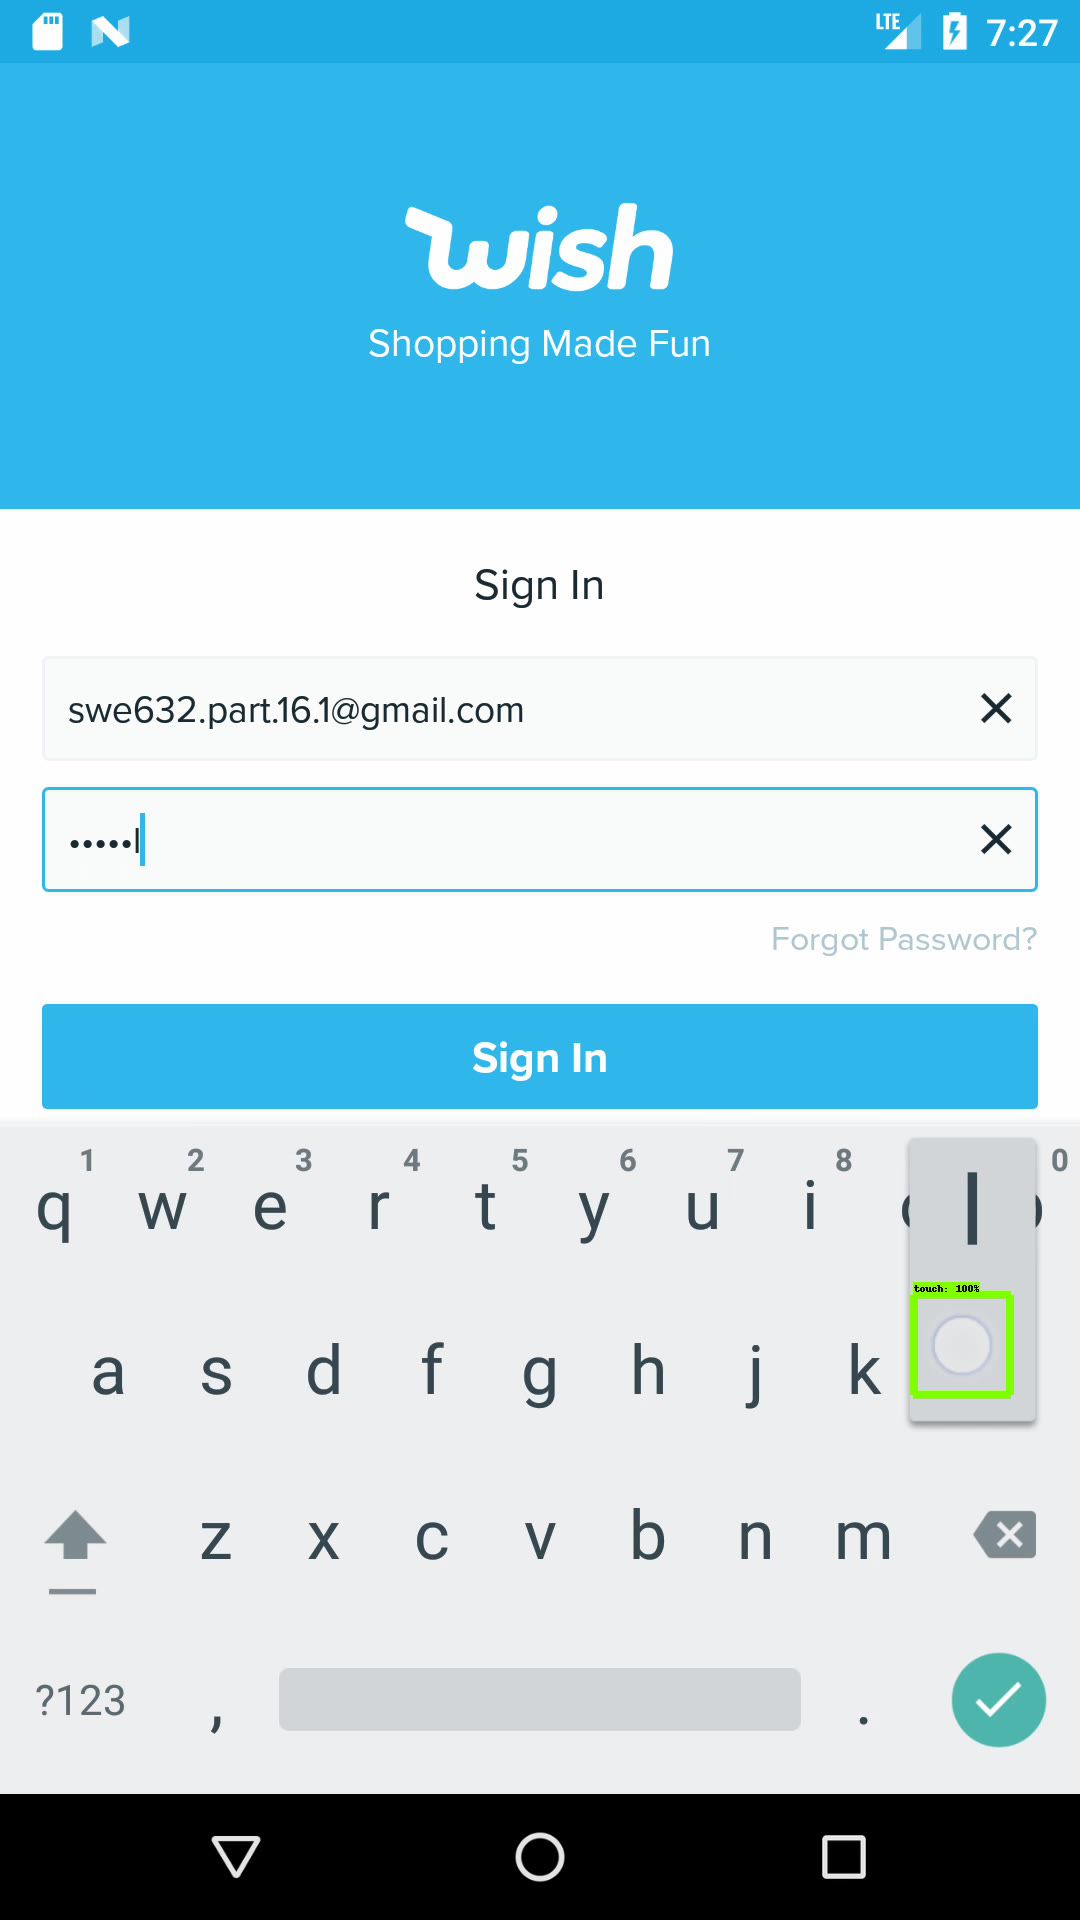 LTE 7:27
wish
Shopping Made Fun
Sign In
swe632.part.16.1@gmail.com
•••••l
Forgot Password?
Sign In
1 2 3 4 5 6 7 8 0
q w e r t y u i l
touch: 100%
a s d f g h j k
z x c v b n m
?123 , .